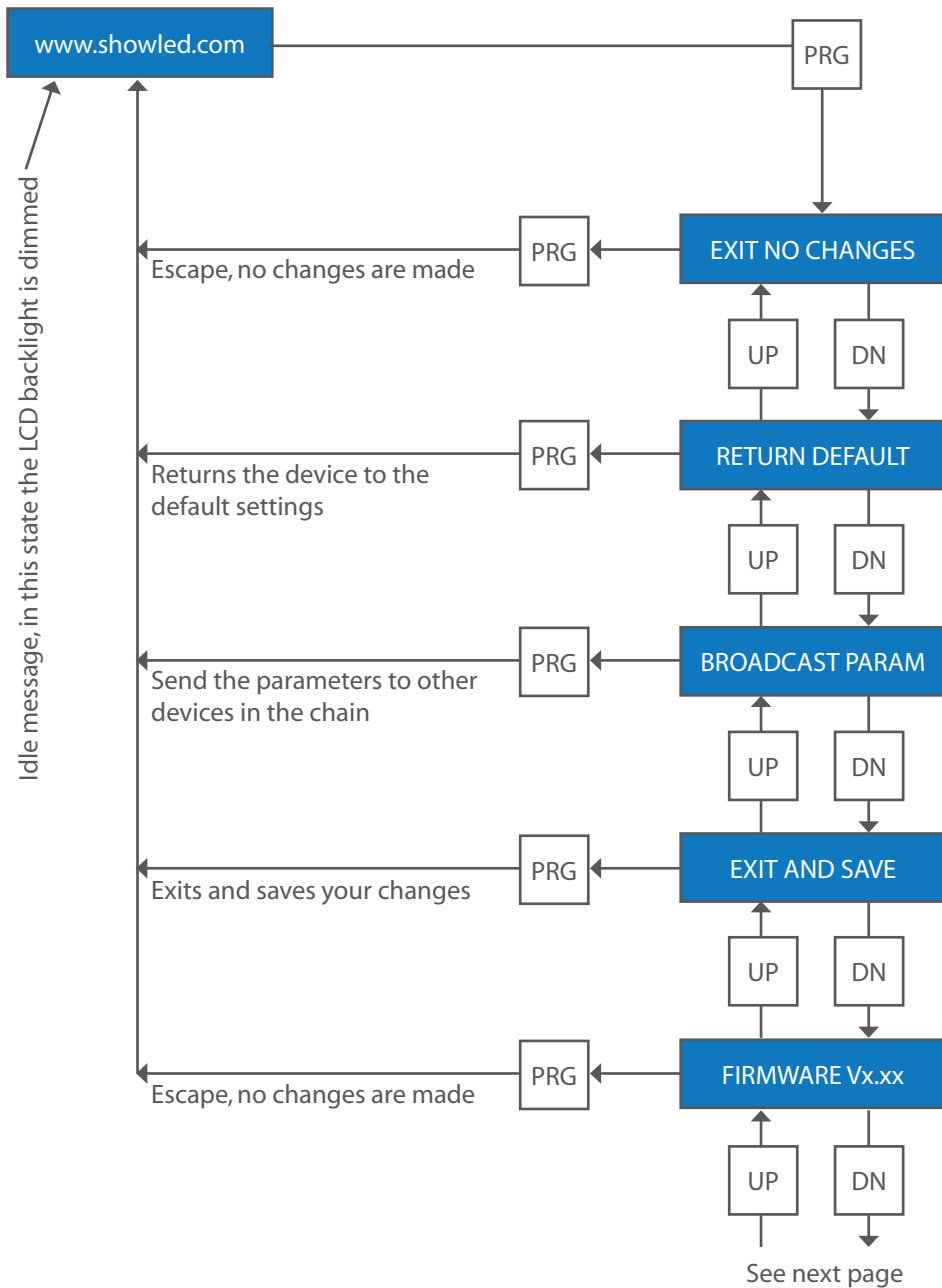 www.showled.com
PRG
Idle message, in this state the LCD backlight is dimmed
EXIT NO CHANGES
PRG
Escape, no changes are made
UP
DN
RETURN DEFAULT
PRG
Returns the device to the
default settings
UP
DN
BROADCAST PARAM
PRG
Send the parameters to other
devices in the chain
UP
DN
EXIT AND SAVE
PRG
Exits and saves your changes
UP
DN
FIRMWARE Vx.xx
PRG
Escape, no changes are made
UP
DN
See next page